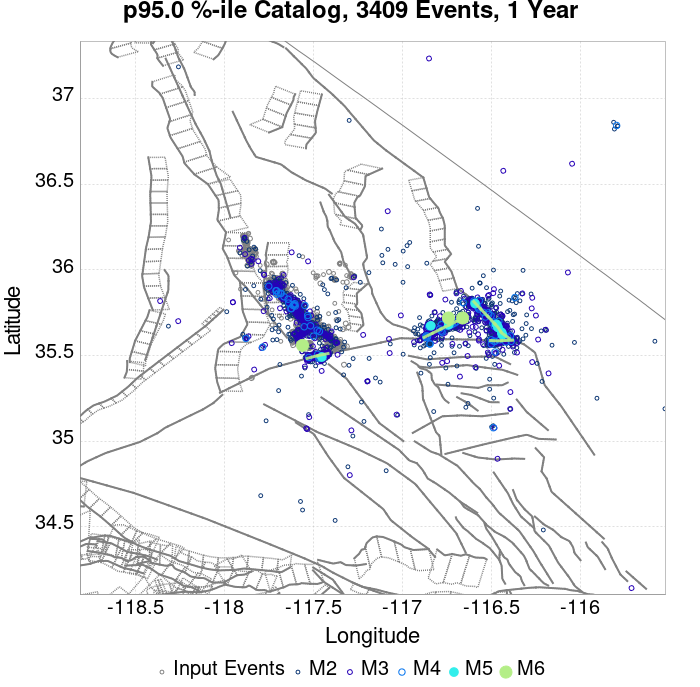 p95.0 %-ile Catalog, 3409 Events, 1 Year
37
36.5
36
35.5
35
34.5
Latitude
-118.5 -118 -117.5 -117 -116.5 -116
Longitude
Input Events M2 M3 M4 M5 M6